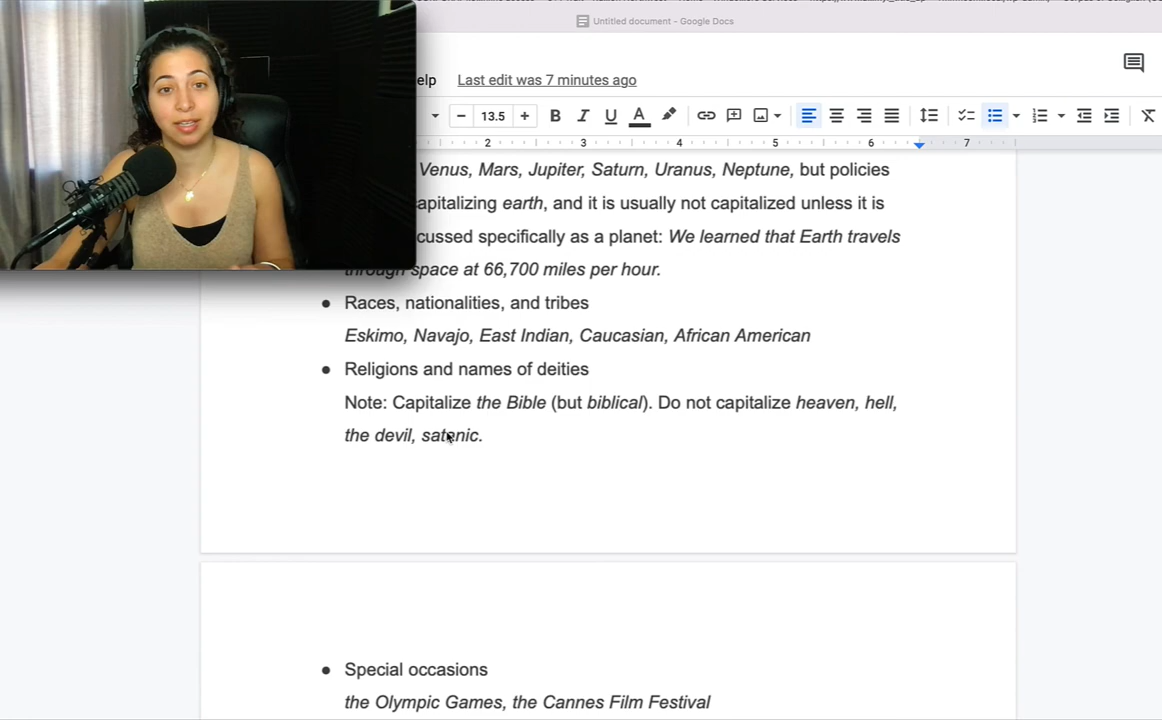 Untitled document - Google Docs
elp Last edit was 7 minutes ago
13.5 B I U A
2 3 4 5 6 7
Venus, Mars, Jupiter, Saturn, Uranus, Neptune, but policies
apitalizing earth, and it is usually not capitalized unless it is
cussed specifically as a planet: We learned that Earth travels
through space at 66,700 miles per hour.
● Races, nationalities, and tribes
Eskimo, Navajo, East Indian, Caucasian, African American
● Religions and names of deities
Note: Capitalize the Bible (but biblical). Do not capitalize heaven, hell,
the devil, satanic.
● Special occasions
the Olympic Games, the Cannes Film Festival